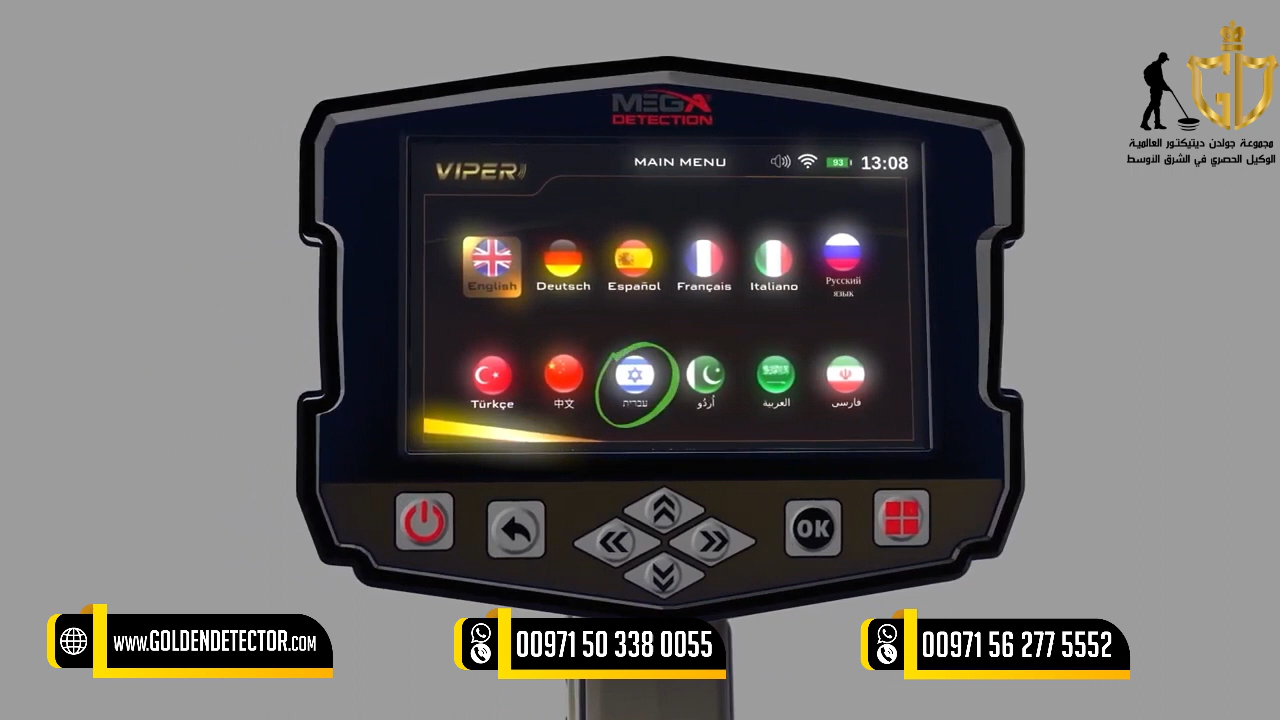 MEGA
DETECTION
VIPER
MAIN MENU
93
13:08
English
Deutsch
Español
Français
Italiano
Русский
язык
Türkçe
中文
עברית
اُردُو
العربية
فارسی
OK
GD
مجموعة جولدن ديتيكتور العالمية
الوكيل الحصري في الشرق الأوسط
www.GOLDENDETECTOR.com
00971 50 338 0055
00971 56 277 5552